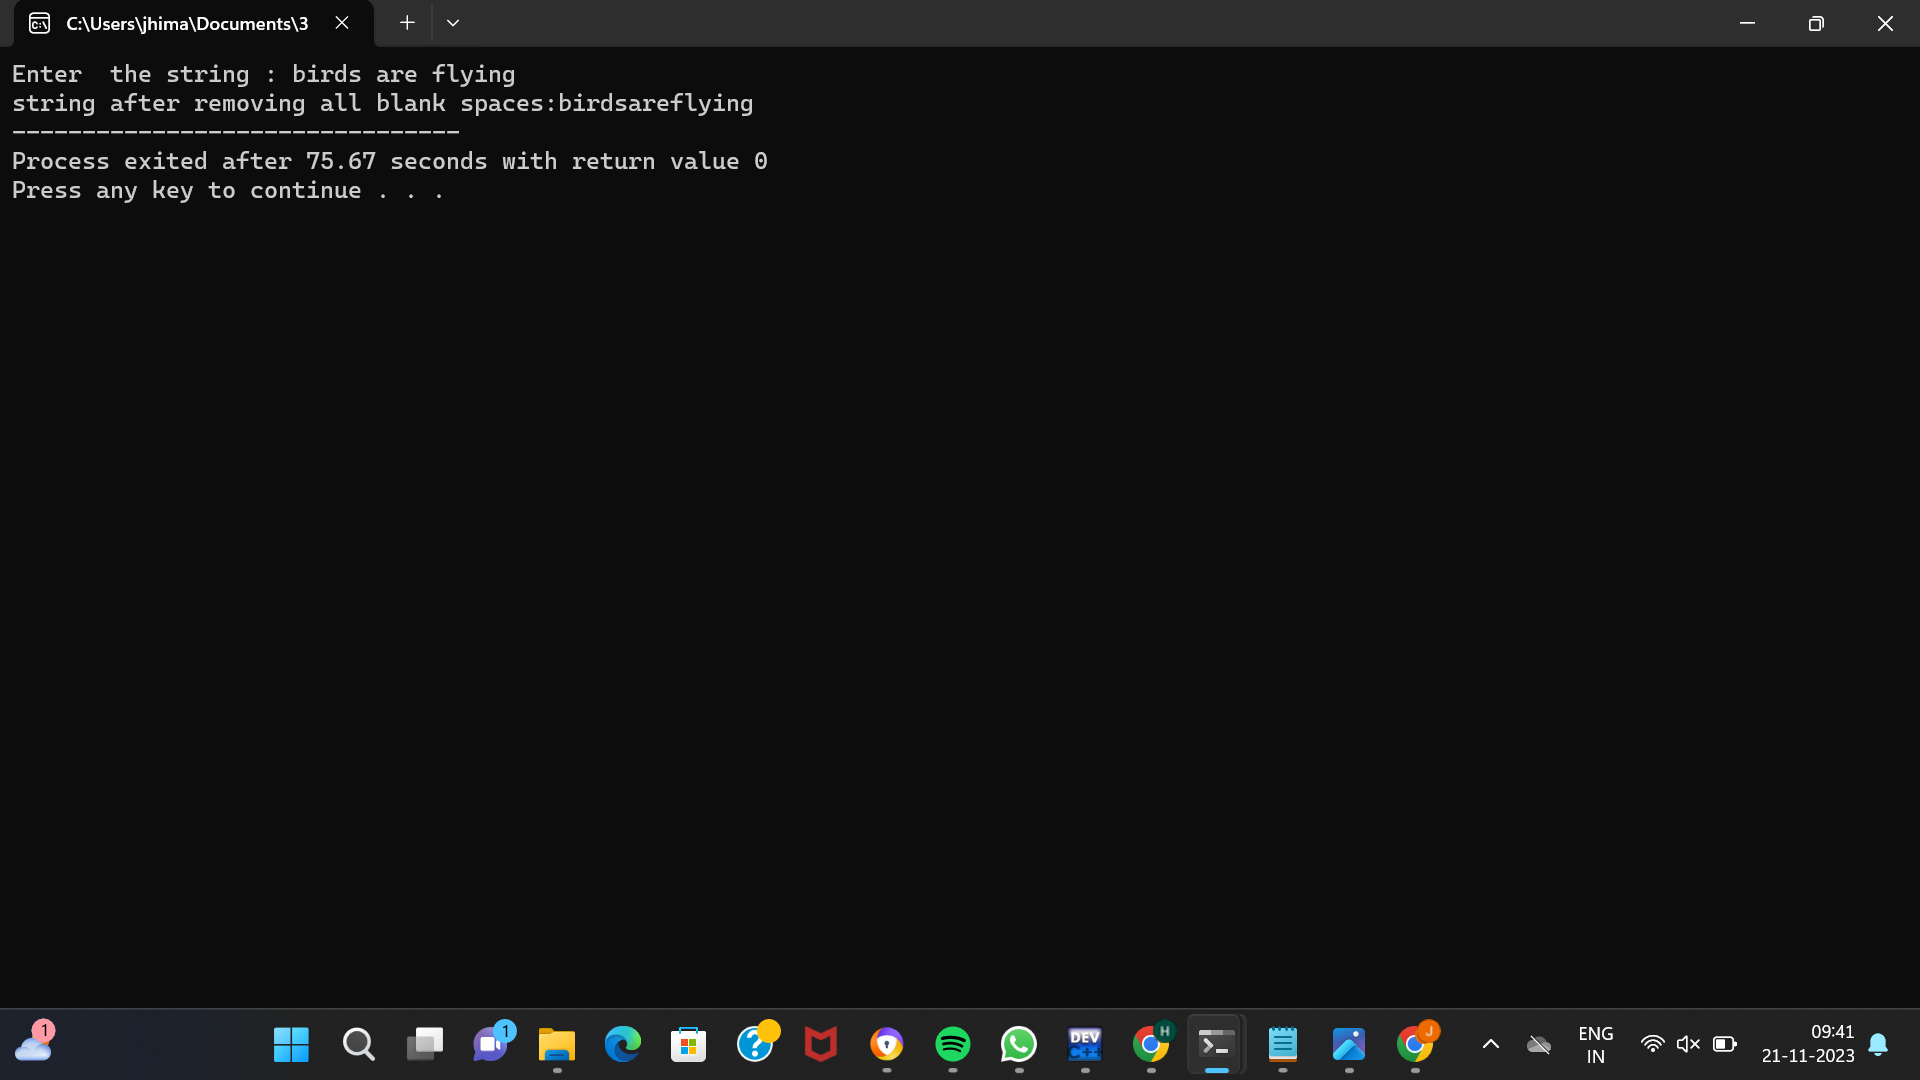 C:\Users\jhima\Documents\3
Enter  the string : birds are flying
string after removing all blank spaces:birdsareflying
--------------------------------
Process exited after 75.67 seconds with return value 0
Press any key to continue . . .
1
1
DEV
C++
H
J
ENG
IN
09:41
21-11-2023